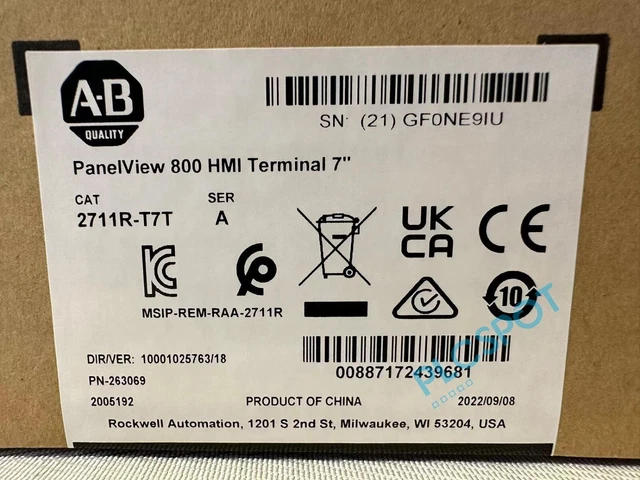 A-B
QUALITY
SN: (21) GF0NE9IU
PanelView 800 HMI Terminal 7"
CAT SER
2711R-T7T A
UK
CA
CE
KC
MSIP-REM-RAA-2711R
10
DIR/VER: 10001025763/18
00887172439681
PN-263069
2005192 PRODUCT OF CHINA 2022/09/08
Rockwell Automation, 1201 S 2nd St, Milwaukee, WI 53204, USA
PLCSPOT